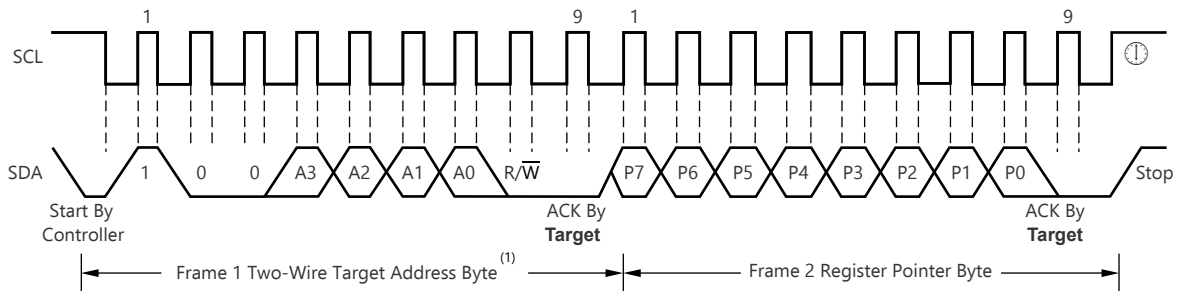 1 9 1 9
SCL
SDA 1 0 0 A3 A2 A1 A0 R/W̅ P7 P6 P5 P4 P3 P2 P1 P0 Stop
Start By
Controller
ACK By
Target
ACK By
Target
Frame 1 Two-Wire Target Address Byte (1)
Frame 2 Register Pointer Byte